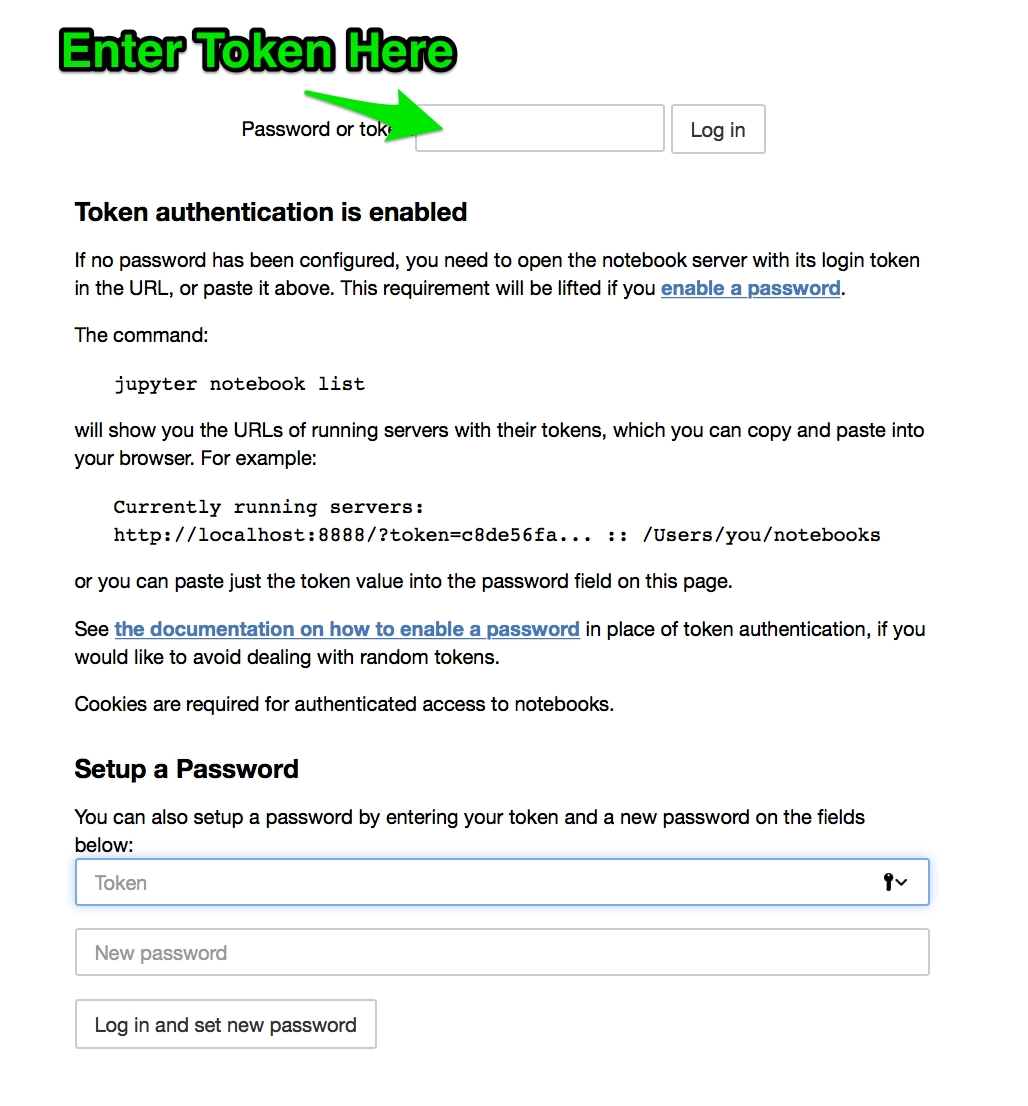 Enter Token Here
Password or token: Log in
Token authentication is enabled
If no password has been configured, you need to open the notebook server with its login token
in the URL, or paste it above. This requirement will be lifted if you enable a password.
The command:
jupyter notebook list
will show you the URLs of running servers with their tokens, which you can copy and paste into
your browser. For example:
Currently running servers:
http://localhost:8888/?token=c8de56fa... :: /Users/you/notebooks
or you can paste just the token value into the password field on this page.
See the documentation on how to enable a password in place of token authentication, if you
would like to avoid dealing with random tokens.
Cookies are required for authenticated access to notebooks.
Setup a Password
You can also setup a password by entering your token and a new password on the fields
below:
Token
New password
Log in and set new password